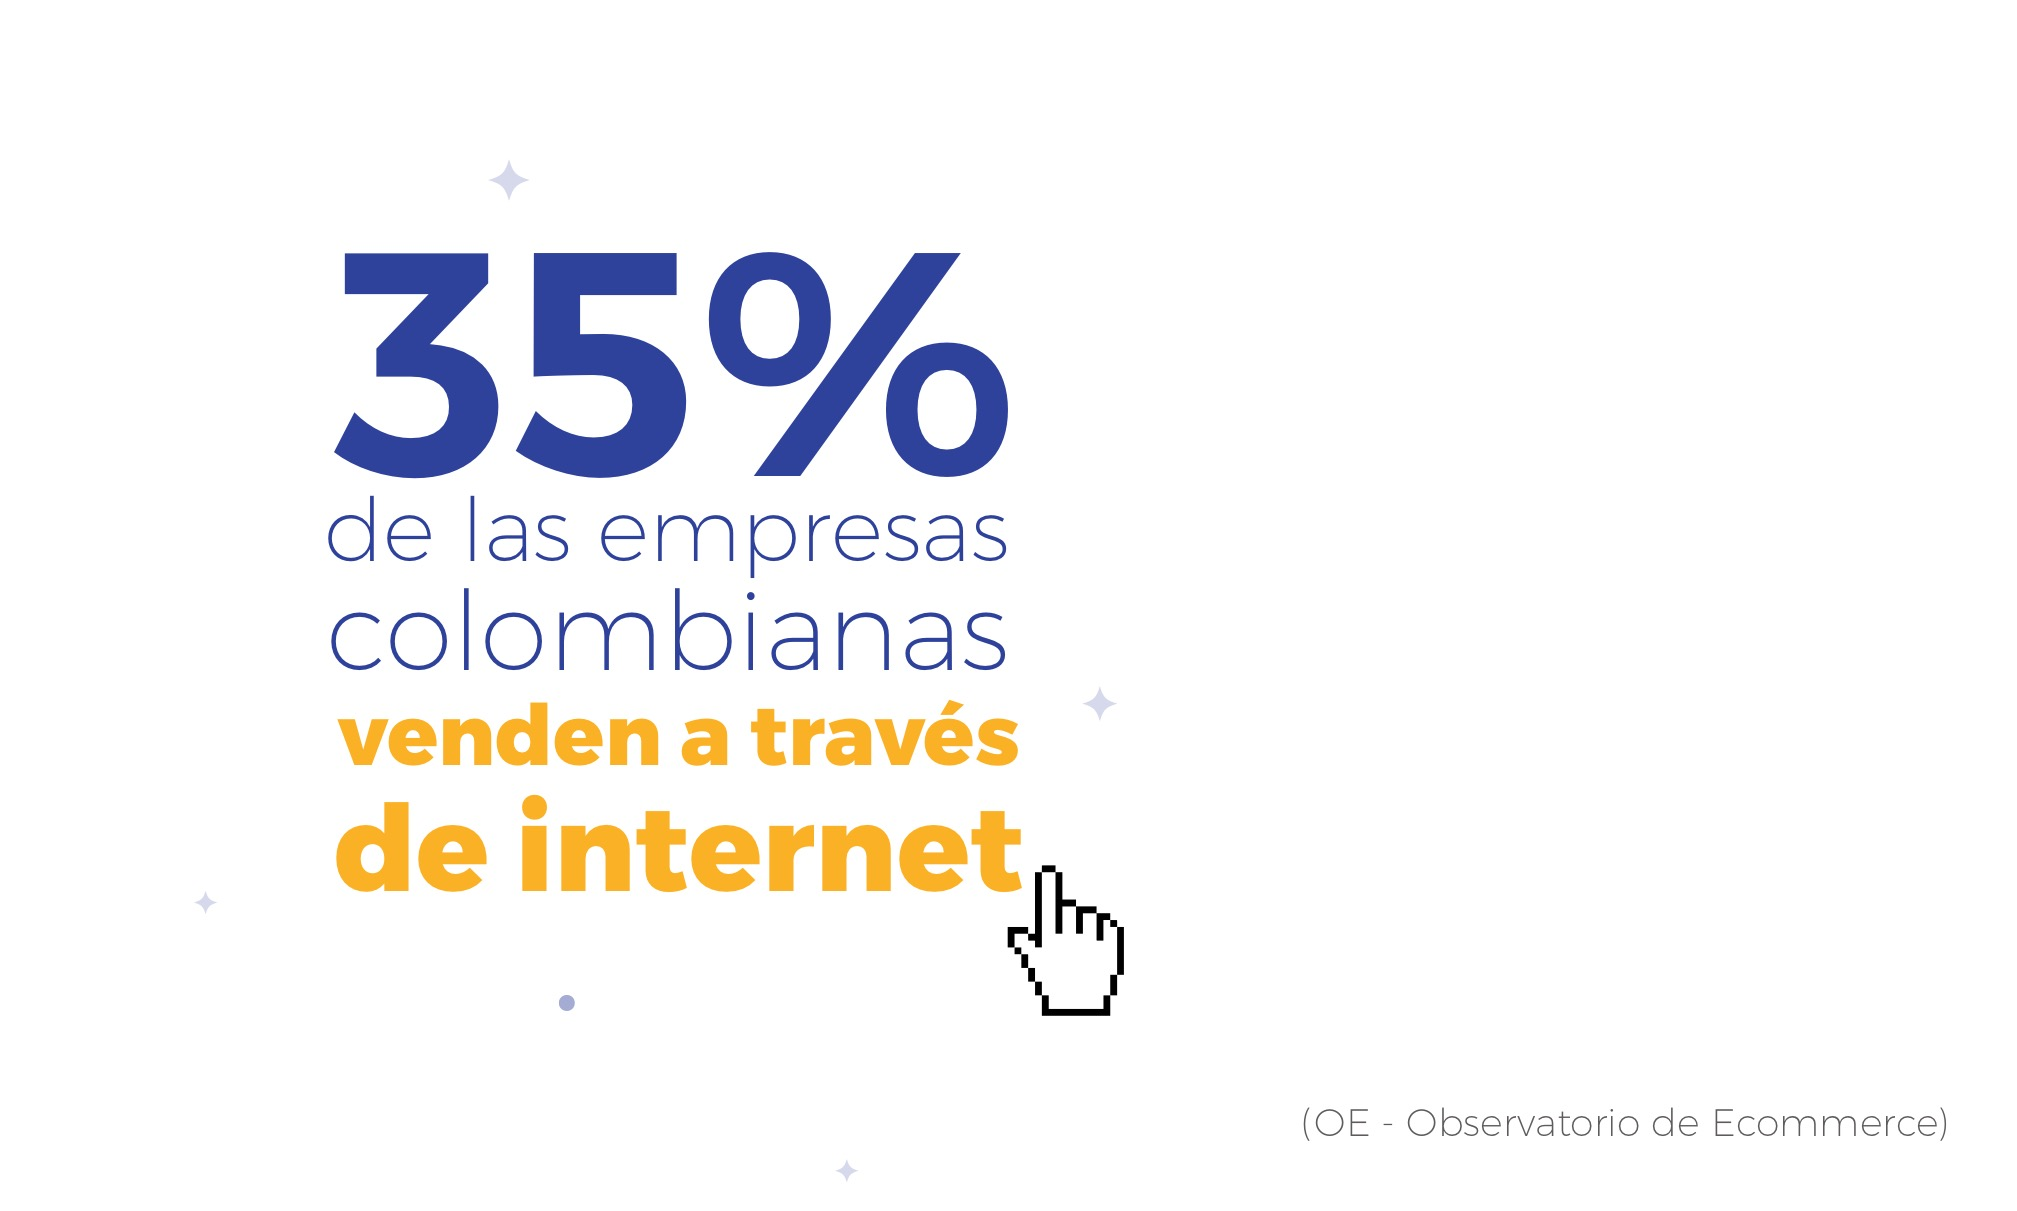 35%
de las empresas
colombianas
venden a través
de internet
(OE - Observatorio de Ecommerce)